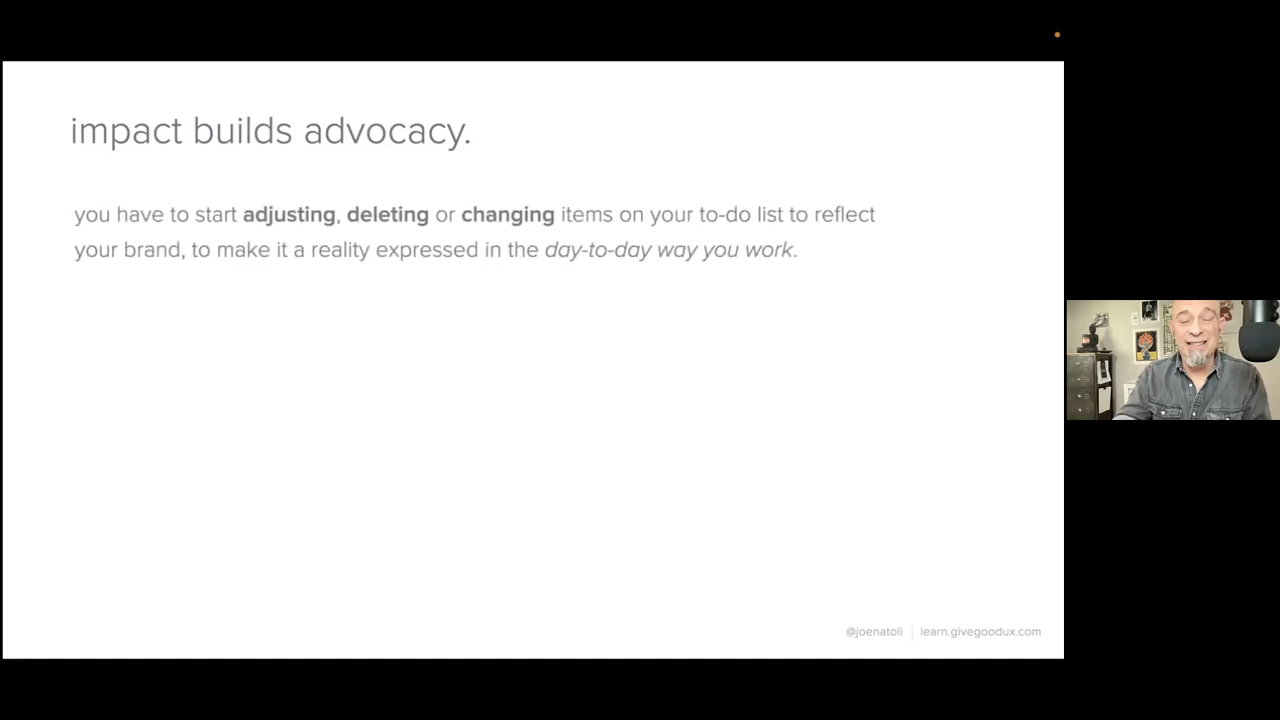 impact builds advocacy.
you have to start adjusting, deleting or changing items on your to-do list to reflect
your brand, to make it a reality expressed in the day-to-day way you work.
@joenatoli | learn.givegoodux.com